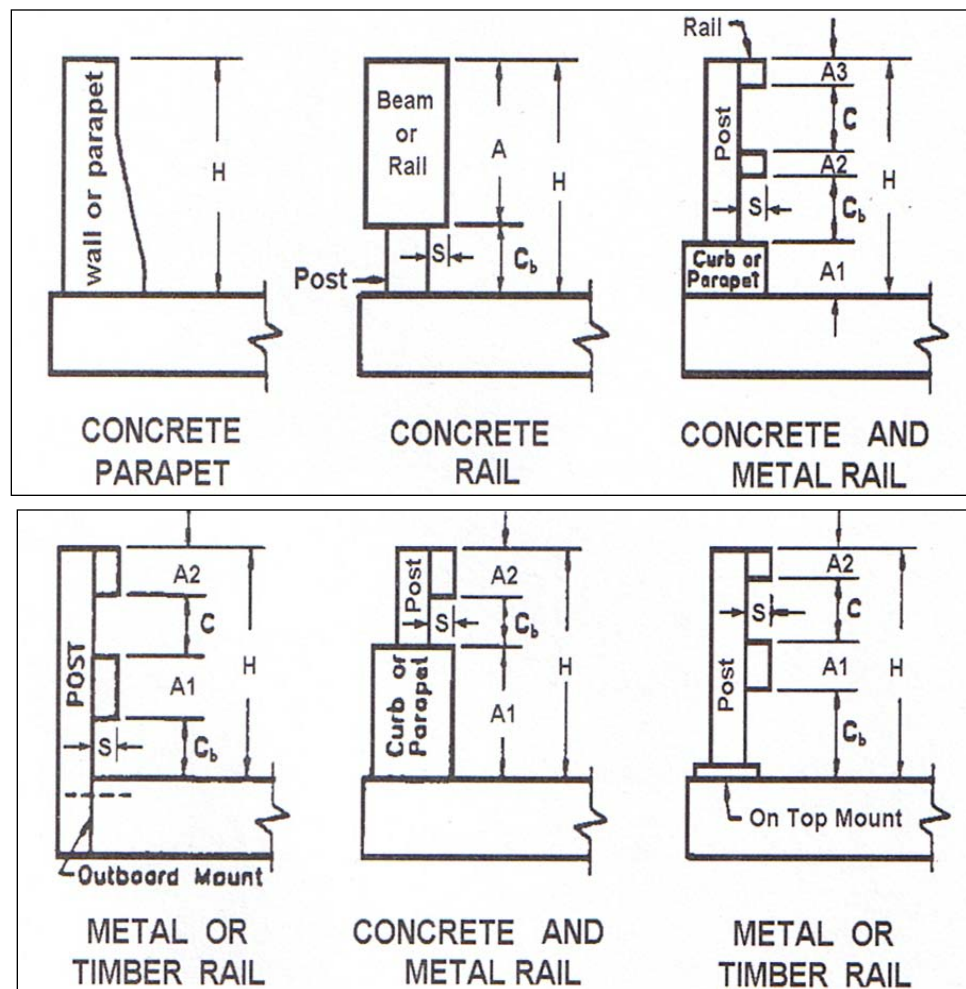 wall or parapet
H
CONCRETE
PARAPET
Beam
or
Rail
A
H
S
Cb
Post
CONCRETE
RAIL
Rail
Post
A3
C
A2
H
S
Cb
Curb or
Parapet
A1
CONCRETE AND
METAL RAIL
POST
A2
C
H
A1
S
Cb
Outboard Mount
METAL OR
TIMBER RAIL
Post
A2
S
Cb
H
Curb or
Parapet
A1
CONCRETE AND
METAL RAIL
Post
A2
S
C
A1
H
Cb
On Top Mount
METAL OR
TIMBER RAIL